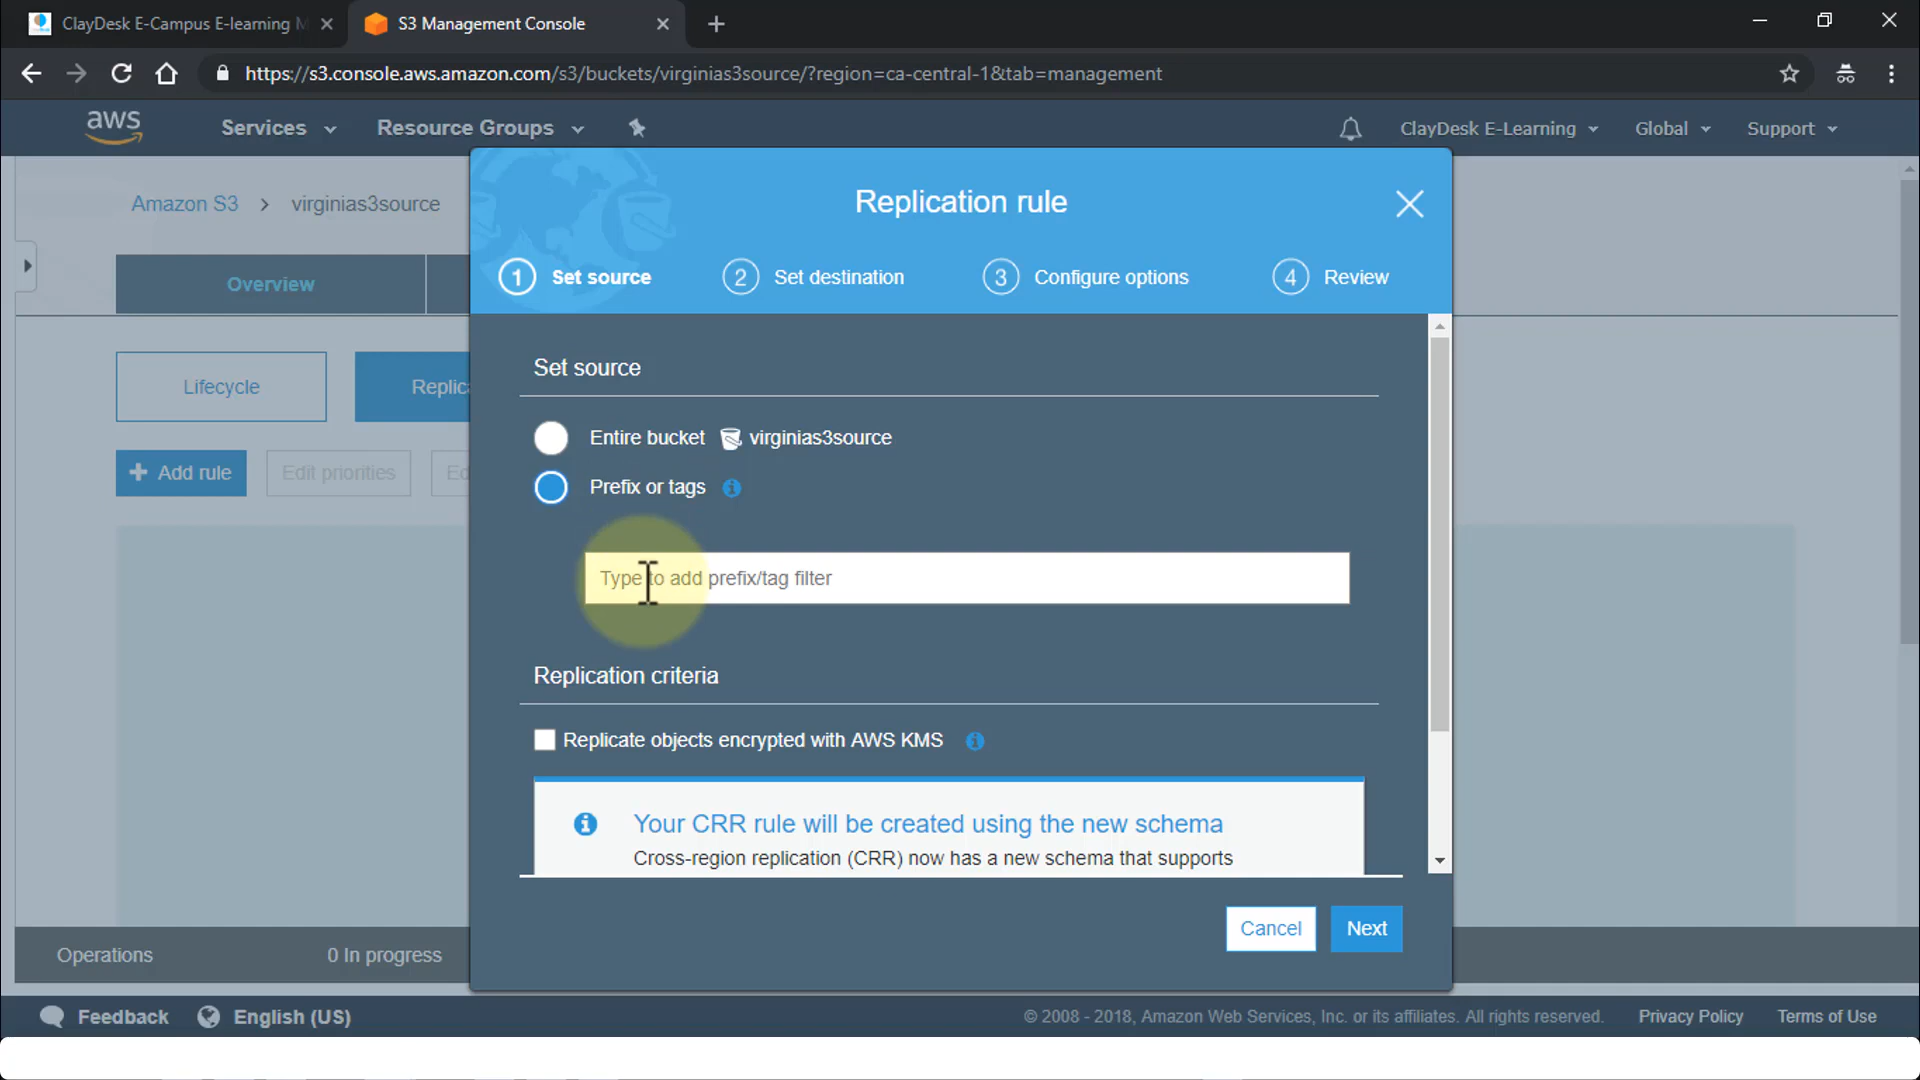 ClayDesk E-Campus E-learning M
S3 Management Console
https://s3.console.aws.amazon.com/s3/buckets/virginias3source/?region=ca-central-1&tab=management
aws
Services
Resource Groups
ClayDesk E-Learning
Global
Support
Amazon S3 > virginias3source
Overview
Lifecycle
Replic
+ Add rule
Edit priorities
Ed
Replication rule
1 Set source
2 Set destination
3 Configure options
4 Review
Set source
Entire bucket virginias3source
Prefix or tags
Type to add prefix/tag filter
Replication criteria
Replicate objects encrypted with AWS KMS
Your CRR rule will be created using the new schema
Cross-region replication (CRR) now has a new schema that supports
Cancel
Next
Operations
0 In progress
Feedback
English (US)
© 2008 - 2018, Amazon Web Services, Inc. or its affiliates. All rights reserved.
Privacy Policy
Terms of Use